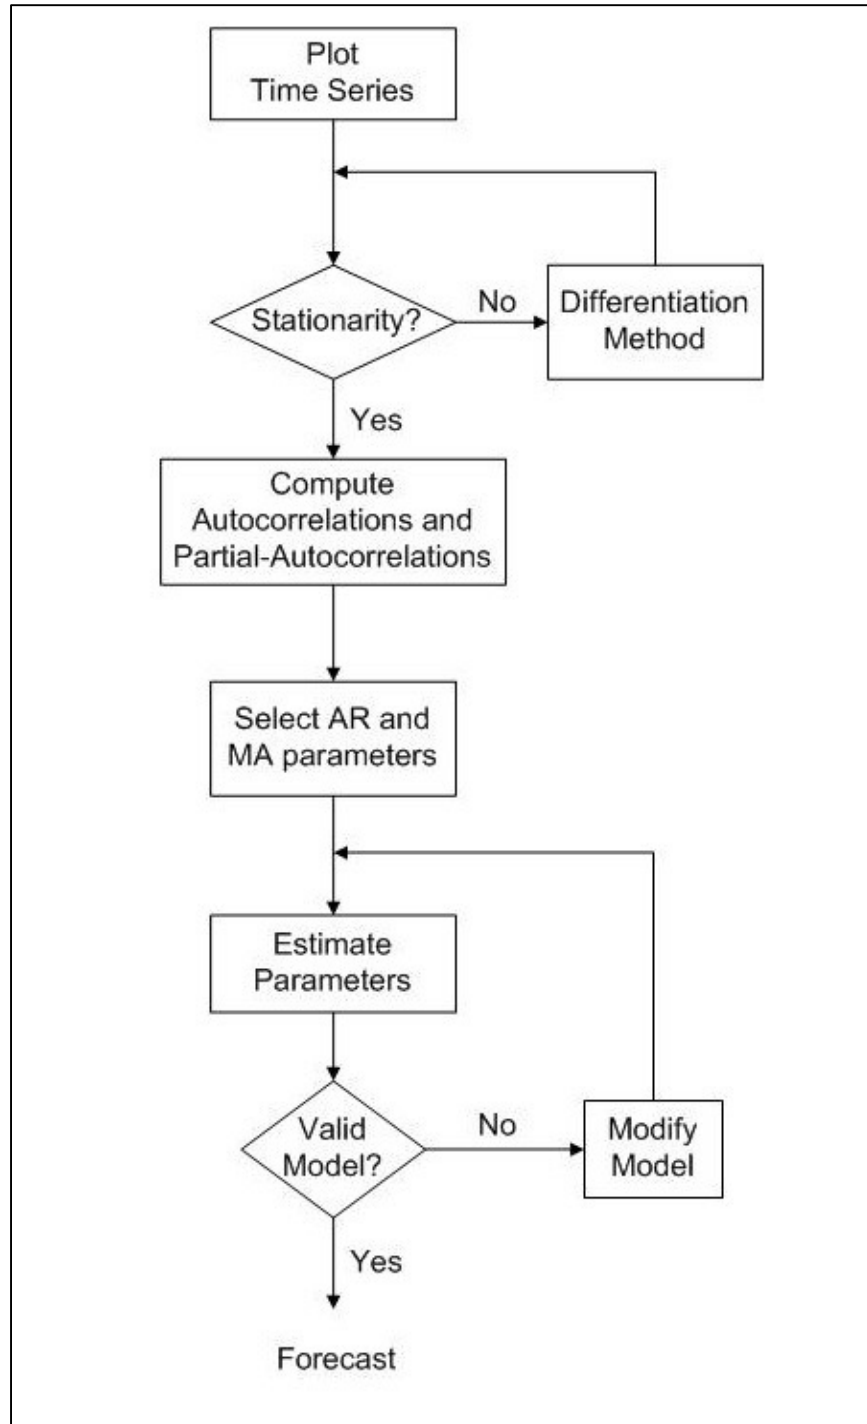 Plot
Time Series
Stationarity?
No
Differentiation
Method
Yes
Compute
Autocorrelations and
Partial-Autocorrelations
Select AR and
MA parameters
Estimate
Parameters
Valid
Model?
No
Modify
Model
Yes
Forecast